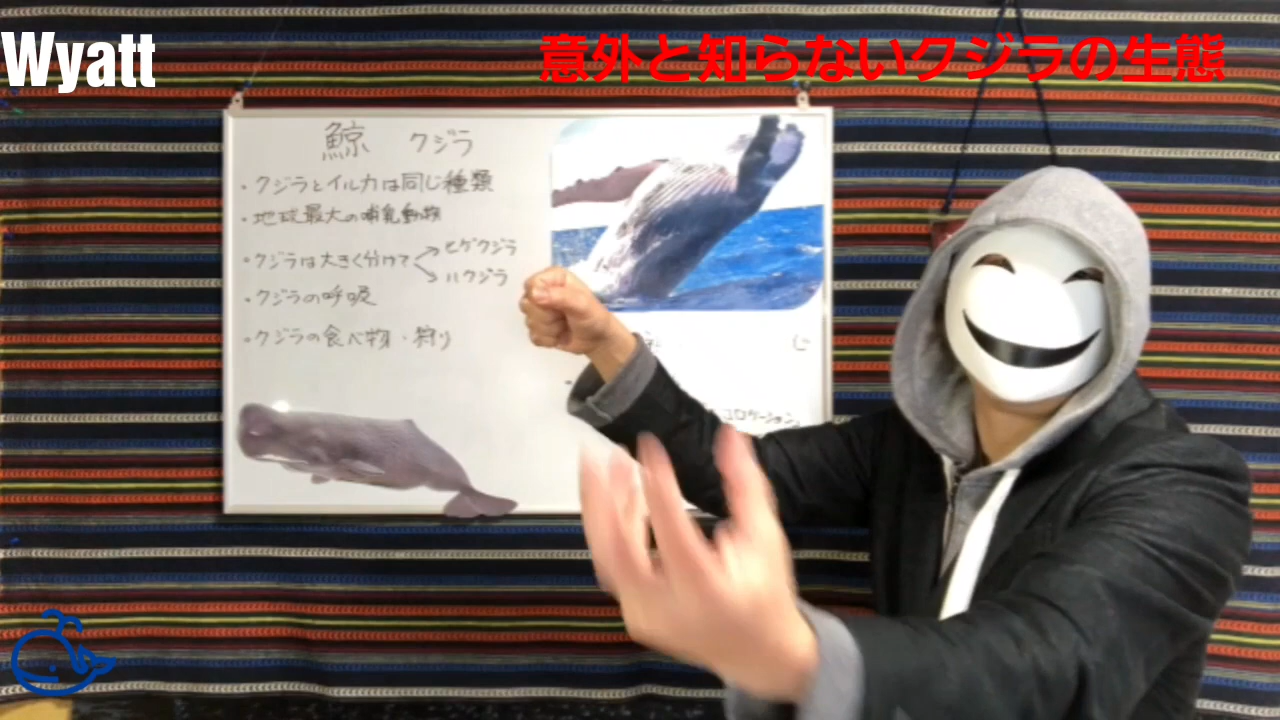 Wyatt
意外と知らないクジラの生態
鯨 クジラ
・クジラとイルカは同じ種類
・地球最大の哺乳動物
・クジラは大きく分けて
ヒゲクジラ
ハクジラ
・クジラの呼吸
・クジラの食べ物・狩り
じ